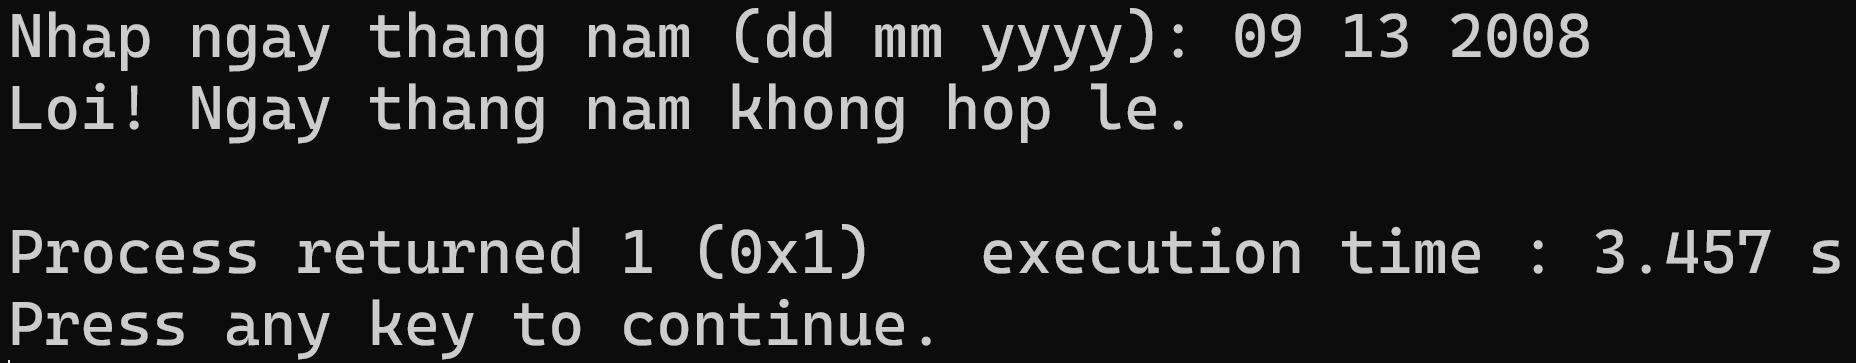 Nhap ngay thang nam (dd mm yyyy): 09 13 2008
Loi! Ngay thang nam khong hop le.
Process returned 1 (0x1)   execution time : 3.457 s
Press any key to continue.